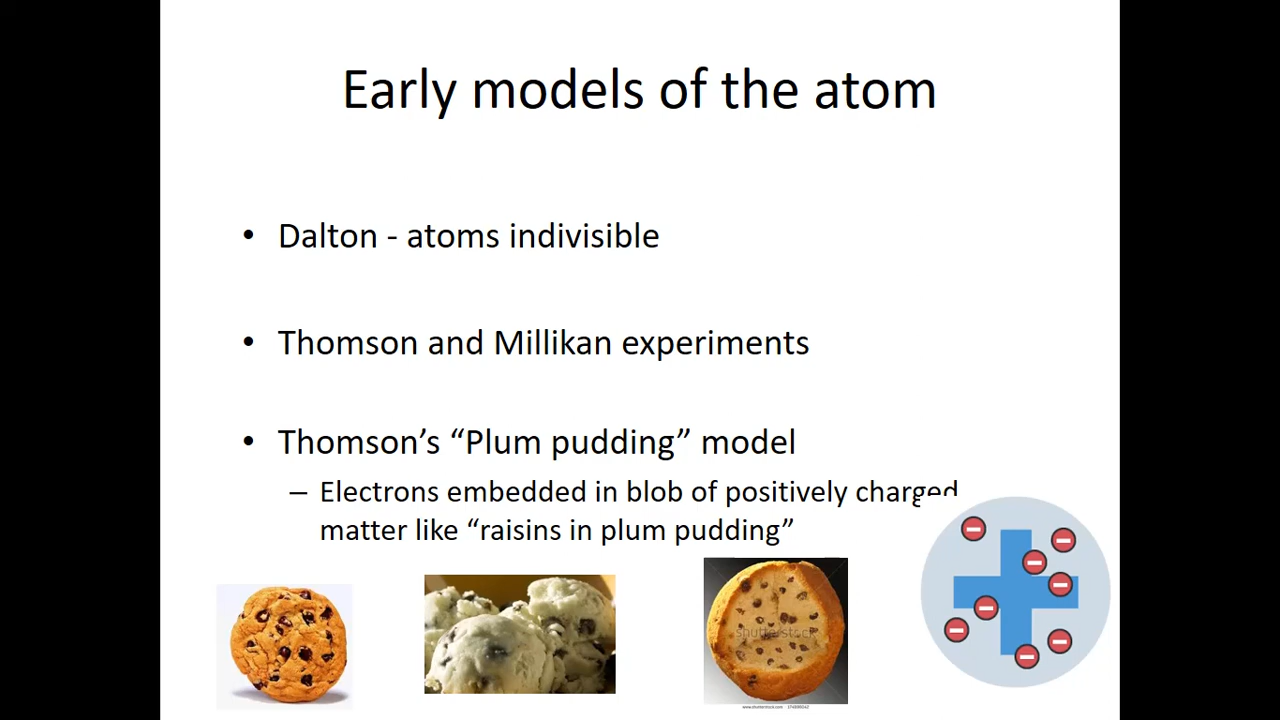 Early models of the atom
• Dalton - atoms indivisible
• Thomson and Millikan experiments
• Thomson’s “Plum pudding” model
– Electrons embedded in blob of positively charged
matter like “raisins in plum pudding”
shutterstock